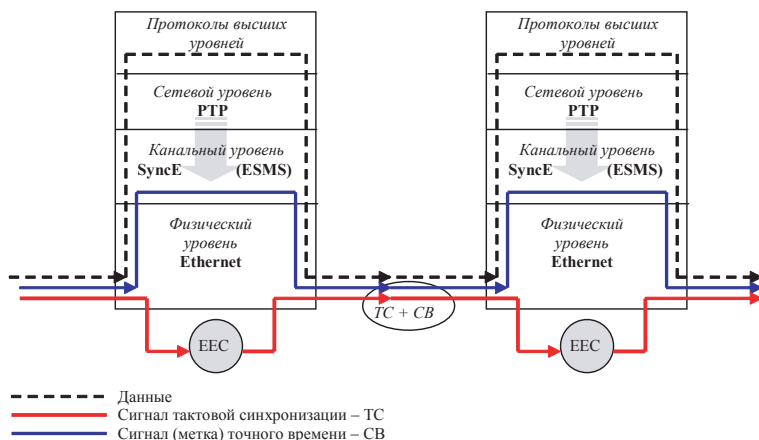 Протоколы высших
уровней
Сетевой уровень
PTP
Канальный уровень
SyncE (ESMS)
Физический
уровень
Ethernet
EEC
TC + CB
Протоколы высших
уровней
Сетевой уровень
PTP
Канальный уровень
SyncE (ESMS)
Физический
уровень
Ethernet
EEC
Данные
Сигнал тактовой синхронизации – ТС
Сигнал (метка) точного времени – СВ